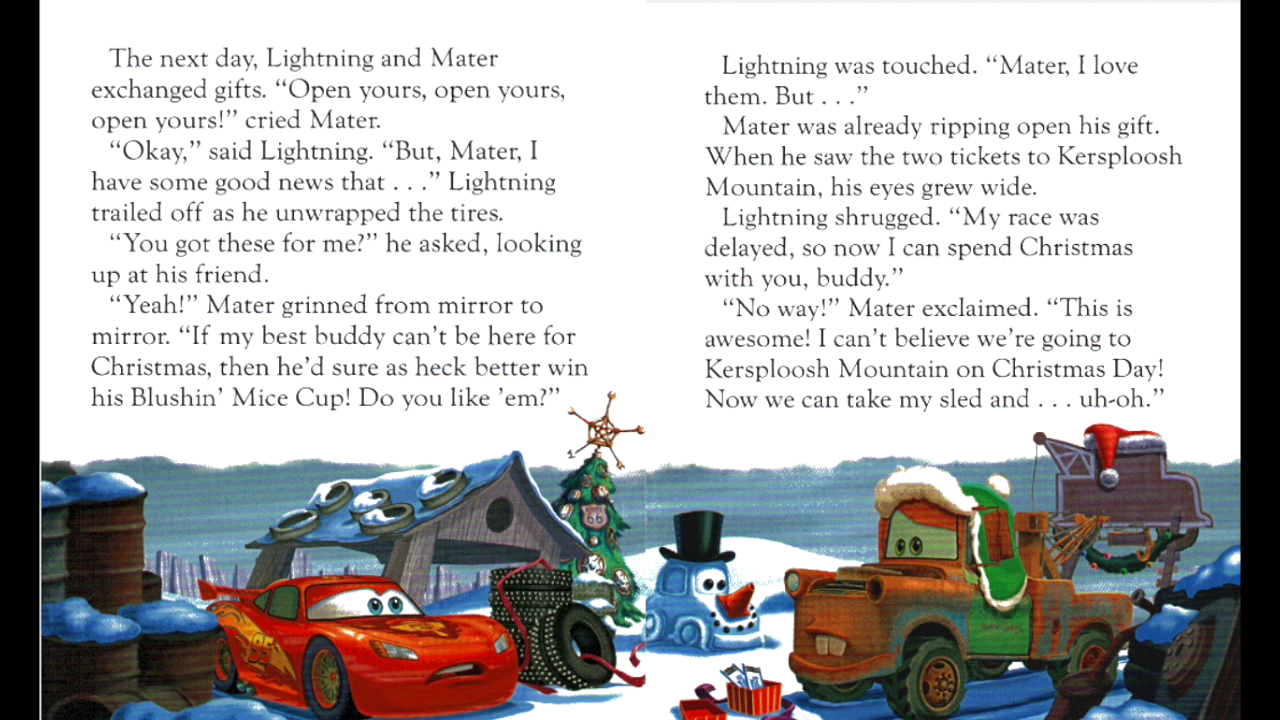 The next day, Lightning and Mater
exchanged gifts. “Open yours, open yours,
open yours!” cried Mater.
“Okay,” said Lightning. “But, Mater, I
have some good news that . . .” Lightning
trailed off as he unwrapped the tires.
“You got these for me?” he asked, looking
up at his friend.
“Yeah!” Mater grinned from mirror to
mirror. “If my best buddy can’t be here for
Christmas, then he’d sure as heck better win
his Blushin’ Mice Cup! Do you like ’em?”
Lightning was touched. “Mater, I love
them. But . . .”
Mater was already ripping open his gift.
When he saw the two tickets to Kersploosh
Mountain, his eyes grew wide.
Lightning shrugged. “My race was
delayed, so now I can spend Christmas
with you, buddy.”
“No way!” Mater exclaimed. “This is
awesome! I can’t believe we’re going to
Kersploosh Mountain on Christmas Day!
Now we can take my sled and . . . uh-oh.”
66
95